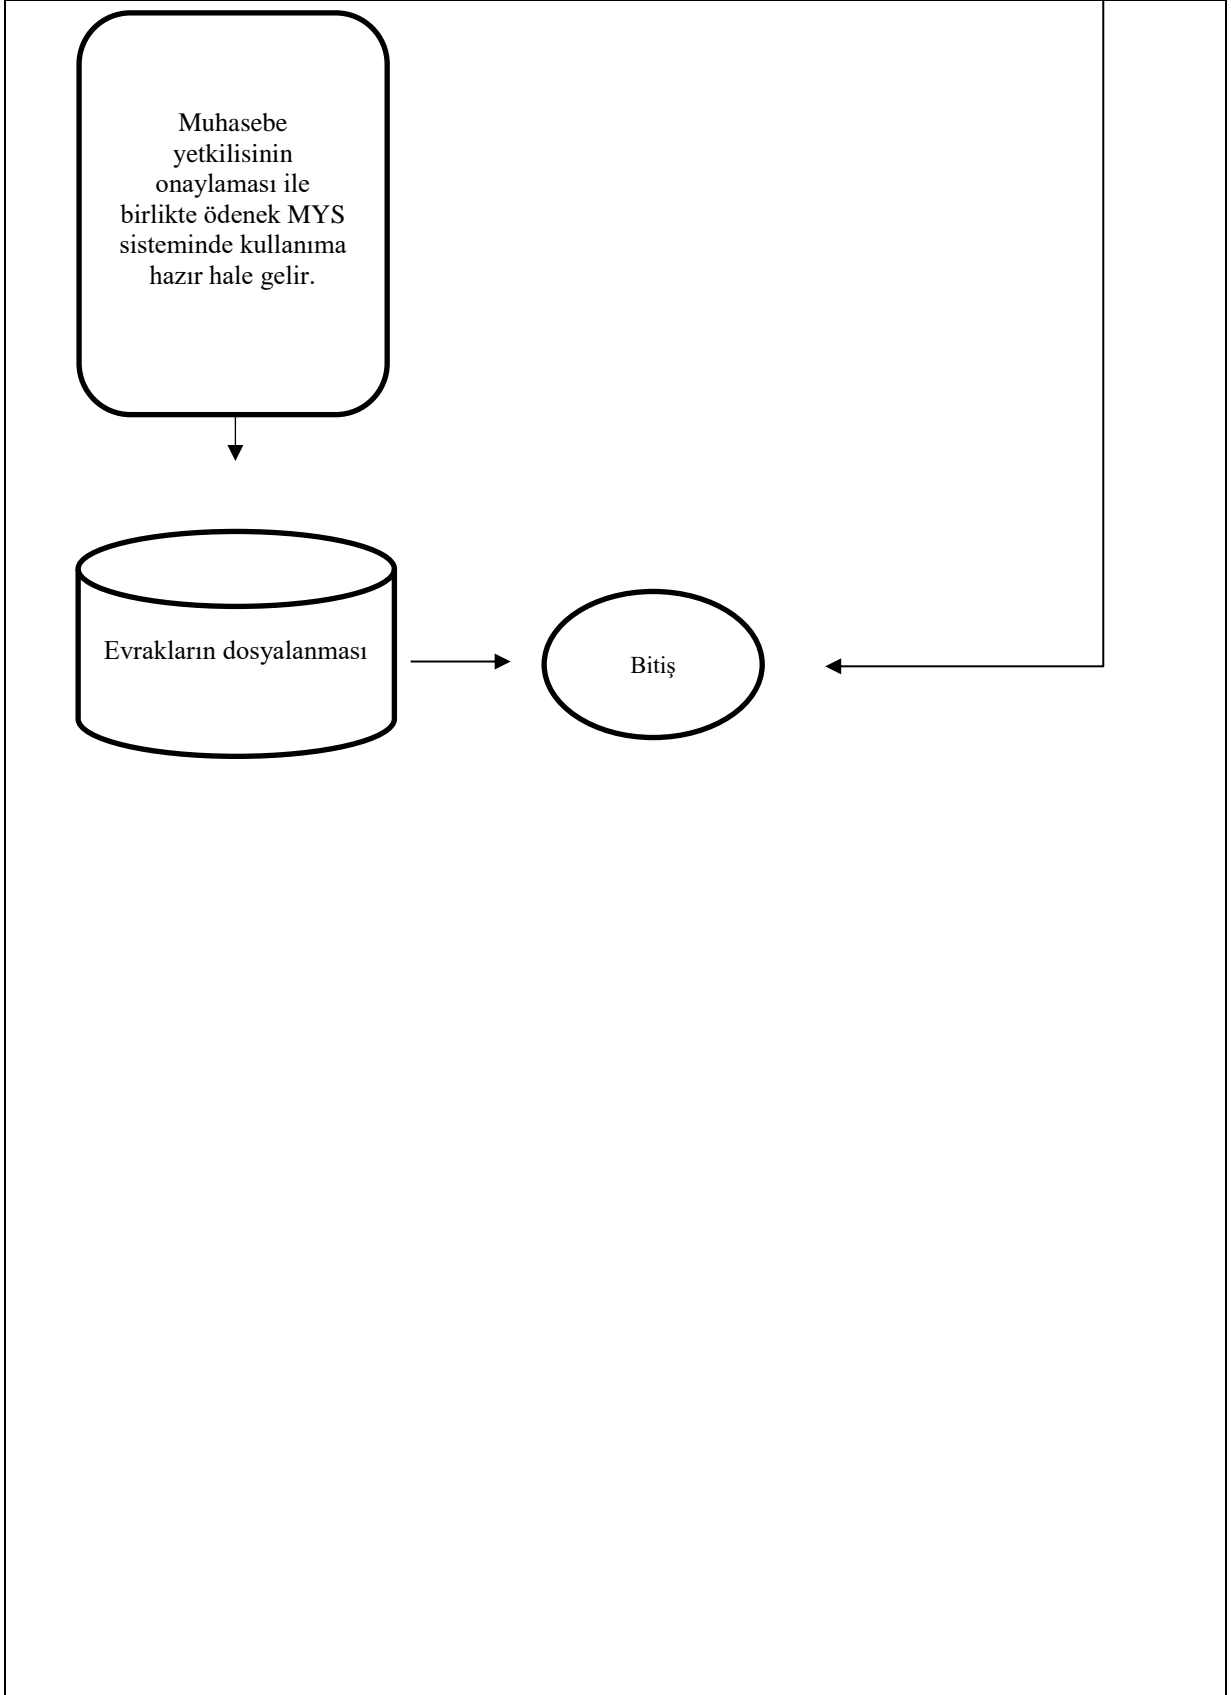 Muhasebe
yetkilisinin
onaylaması ile
birlikte ödenek MYS
sisteminde kullanıma
hazır hale gelir.
Evrakların dosyalanması
Bitiş